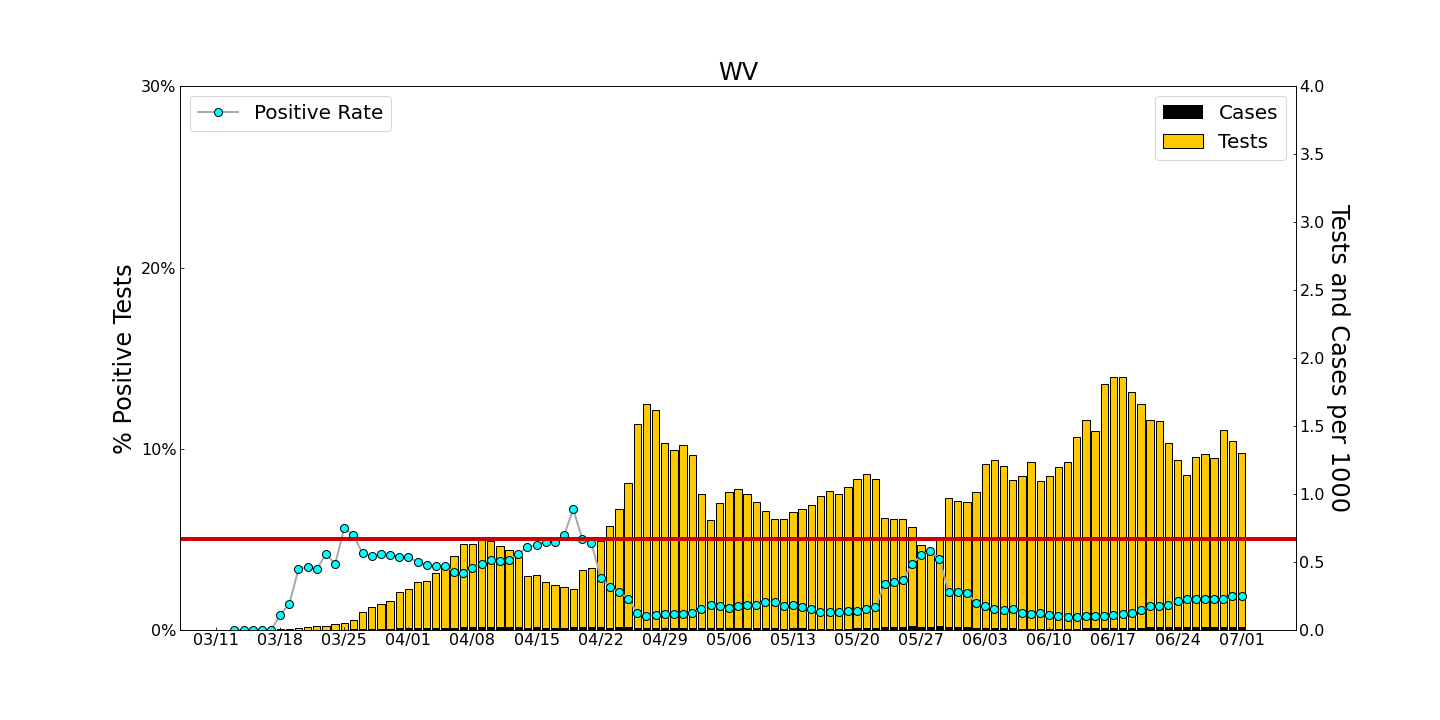 WV
Positive Rate
Cases
Tests
% Positive Tests
30%
20%
10%
0%
4.0
3.5
3.0
2.5
2.0
1.5
1.0
0.5
0.0
Tests and Cases per 1000
03/11 03/18 03/25 04/01 04/08 04/15 04/22 04/29 05/06 05/13 05/20 05/27 06/03 06/10 06/17 06/24 07/01